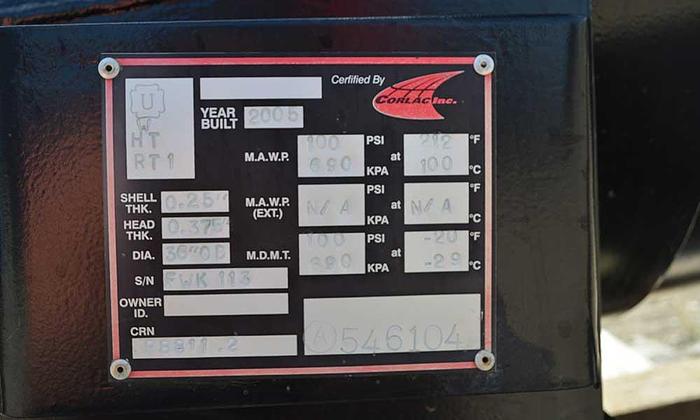 Cerfified By
CORLAC inc.
U
YEAR BUILT 2005
HT
RT1
M.A.W.P. 100 PSI at 212 °F
690 KPA 100 °C
SHELL THK. 0.25"
M.A.W.P. (EXT.) N/A PSI KPA at N/A °F °C
HEAD THK. 0.375"
DIA. 36"OD
M.D.M.T. 100 PSI at -20 °F
690 KPA -29 °C
S/N FWK 113
OWNER ID.
CRN
A 546104